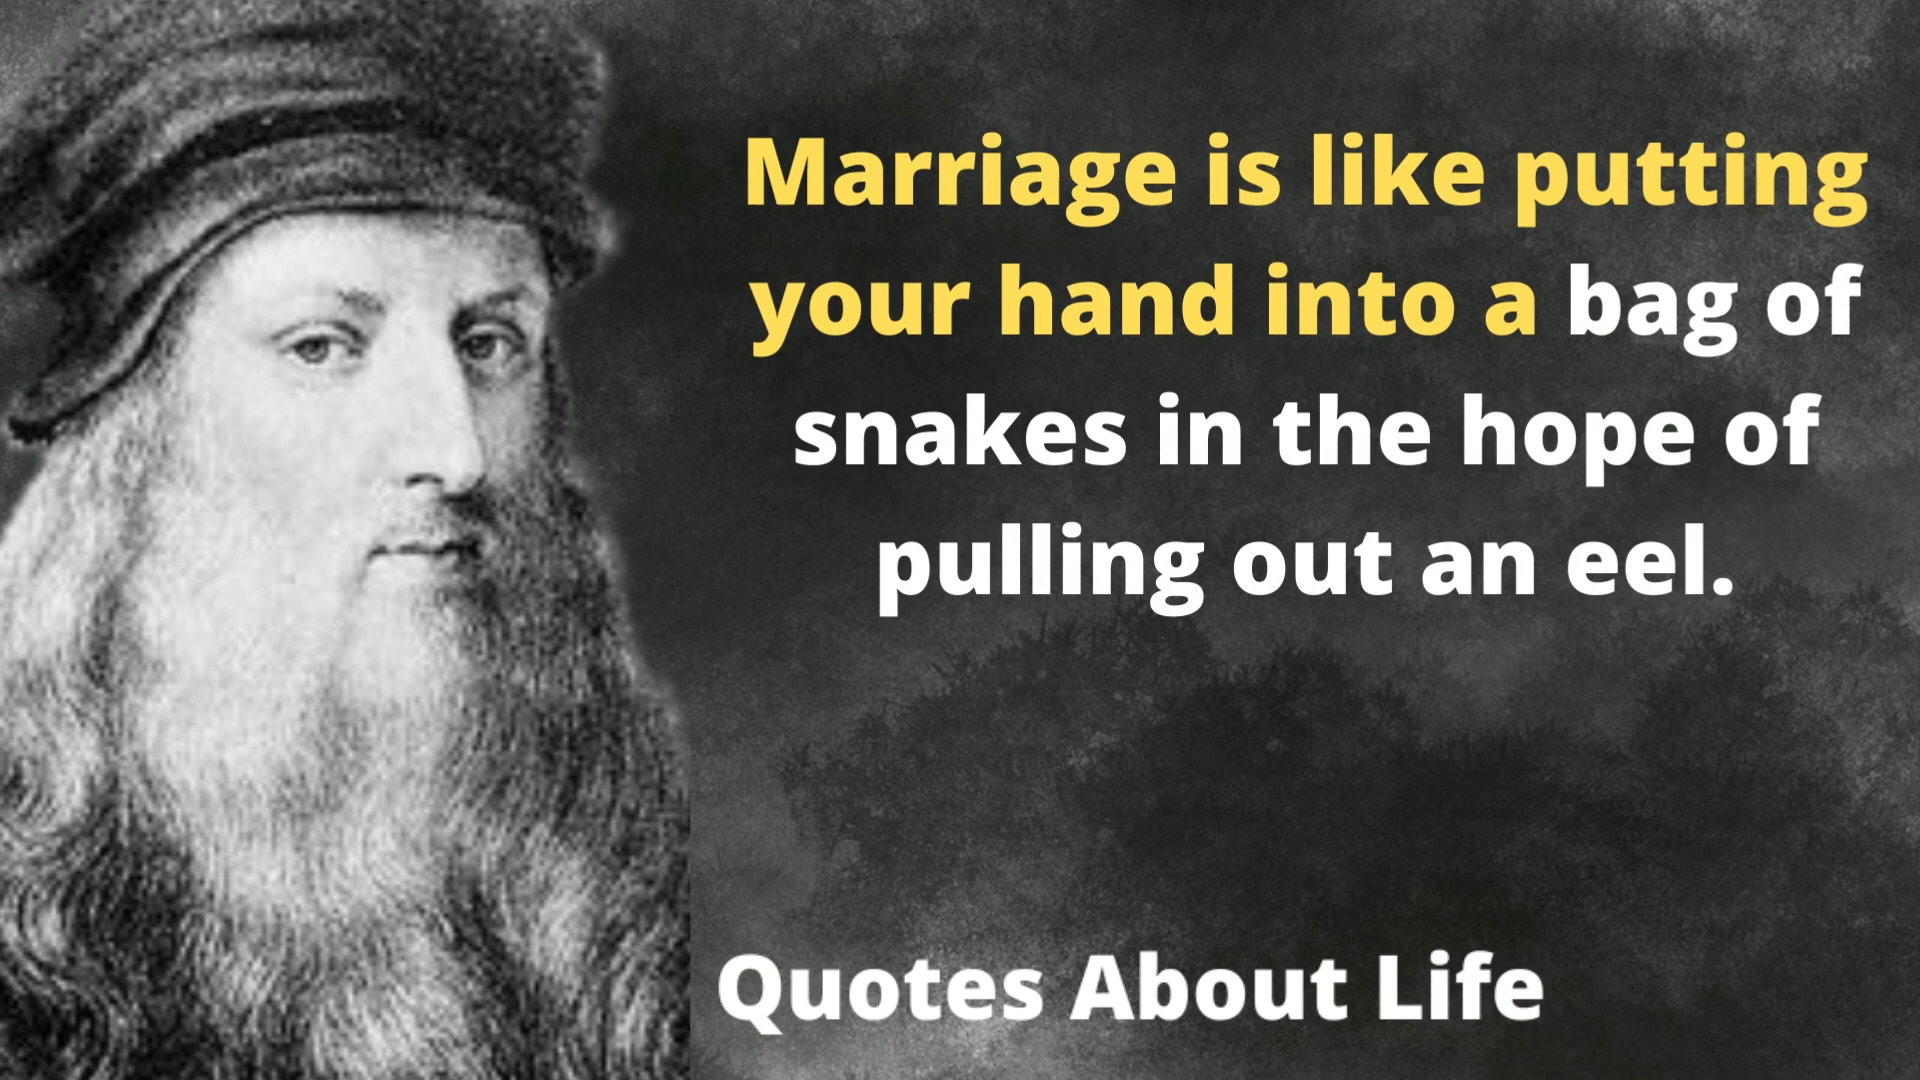 Marriage is like putting
your hand into a bag of
snakes in the hope of
pulling out an eel.
Quotes About Life